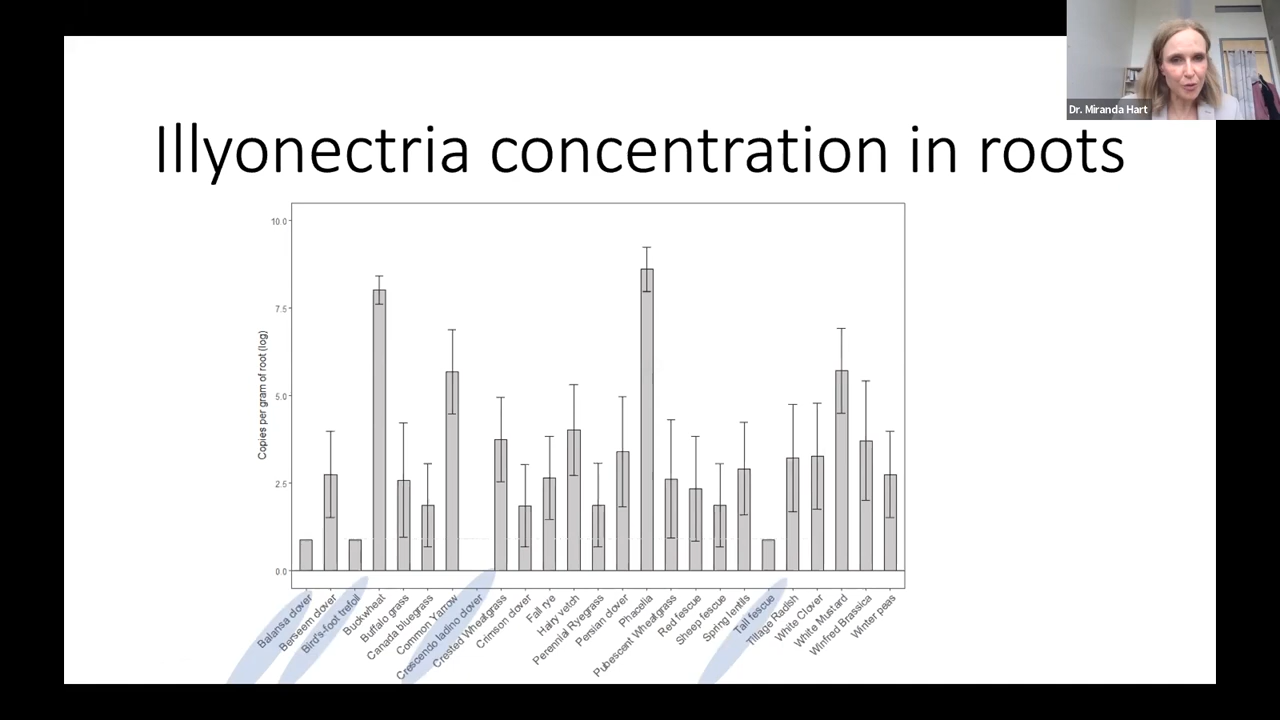 Dr. Miranda Hart
Illyonectria concentration in roots
Copies per gram of root (log)
10.0
7.5
5.0
2.5
0.0
Balansa clover
Berseem clover
Bird's-foot trefoil
Buckwheat
Buffalo grass
Canada bluegrass
Common Yarrow
Crescendo ladino clover
Crested Wheatgrass
Crimson clover
Fall rye
Hairy vetch
Perennial Ryegrass
Persian clover
Phacelia
Pubescent Wheatgrass
Red fescue
Sheep fescue
Spring lentils
Tall fescue
Tillage Radish
White Clover
White Mustard
Winfred Brassica
Winter peas